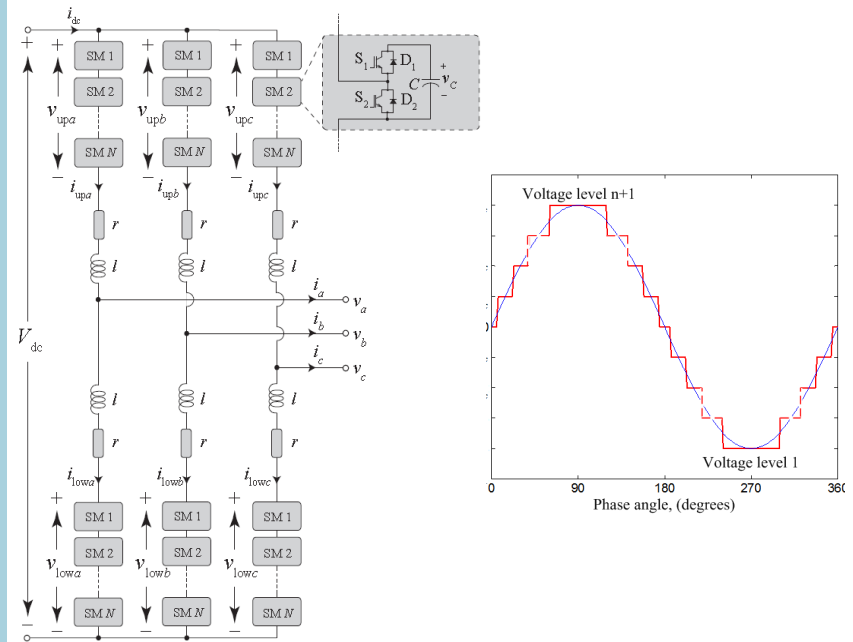 i_dc
+ + + +
SM 1 SM 1 SM 1
SM 2 SM 2 SM 2
v_upa v_upb v_upc
SM N SM N SM N
− − −
S_1 D_1
C v_C
+
−
S_2 D_2
i_upa i_upb i_upc
r r r
l l l
i_a v_a
i_b v_b
i_c v_c
V_dc
l l l
r r r
i_lowa i_lowb i_lowc
+ + +
SM 1 SM 1 SM 1
SM 2 SM 2 SM 2
v_lowa v_lowb v_lowc
SM N SM N SM N
− − − −
Voltage level n+1
Voltage level 1
0 90 180 270 360
Phase angle, (degrees)